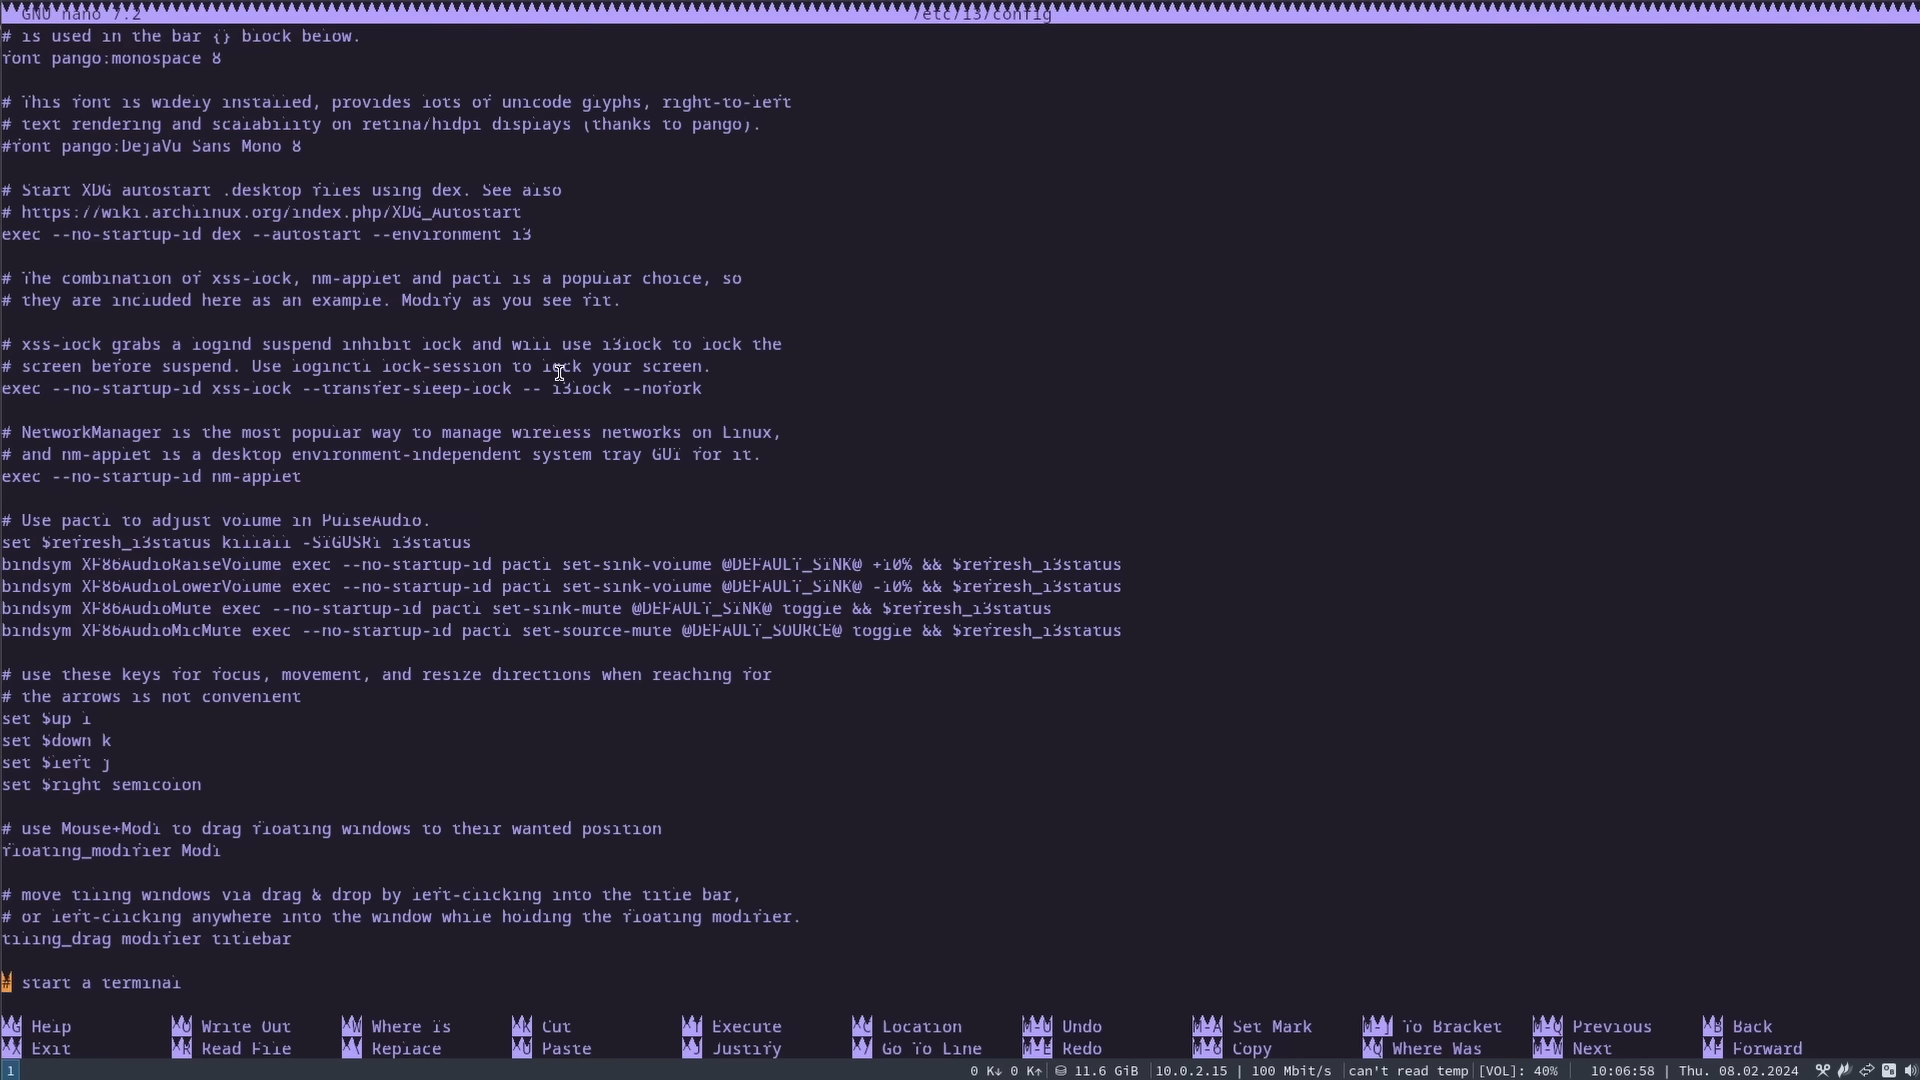 GNU nano 7.2 /etc/i3/config
# is used in the bar {} block below.
font pango:monospace 8
# This font is widely installed, provides lots of unicode glyphs, right-to-left
# text rendering and scalability on retina/hidpi displays (thanks to pango).
#font pango:DejaVu Sans Mono 8
# Start XDG autostart .desktop files using dex. See also
# https://wiki.archlinux.org/index.php/XDG_Autostart
exec --no-startup-id dex --autostart --environment i3
# The combination of xss-lock, nm-applet and pactl is a popular choice, so
# they are included here as an example. Modify as you see fit.
# xss-lock grabs a logind suspend inhibit lock and will use i3lock to lock the
# screen before suspend. Use loginctl lock-session to lock your screen.
exec --no-startup-id xss-lock --transfer-sleep-lock -- i3lock --nofork
# NetworkManager is the most popular way to manage wireless networks on Linux,
# and nm-applet is a desktop environment-independent system tray GUI for it.
exec --no-startup-id nm-applet
# Use pactl to adjust volume in PulseAudio.
set $refresh_i3status killall -SIGUSR1 i3status
bindsym XF86AudioRaiseVolume exec --no-startup-id pactl set-sink-volume @DEFAULT_SINK@ +10% && $refresh_i3status
bindsym XF86AudioLowerVolume exec --no-startup-id pactl set-sink-volume @DEFAULT_SINK@ -10% && $refresh_i3status
bindsym XF86AudioMute exec --no-startup-id pactl set-sink-mute @DEFAULT_SINK@ toggle && $refresh_i3status
bindsym XF86AudioMicMute exec --no-startup-id pactl set-source-mute @DEFAULT_SOURCE@ toggle && $refresh_i3status
# use these keys for focus, movement, and resize directions when reaching for
# the arrows is not convenient
set $up l
set $down k
set $left j
set $right semicolon
# use Mouse+Mod1 to drag floating windows to their wanted position
floating_modifier Mod1
# move tiling windows via drag & drop by left-clicking into the title bar,
# or left-clicking anywhere into the window while holding the floating modifier.
tiling_drag modifier titlebar
# start a terminal
^G Help ^O Write Out ^W Where Is ^K Cut ^T Execute ^C Location M-U Undo M-A Set Mark M-] To Bracket M-Q Previous ^B Back
^X Exit ^R Read File ^\ Replace ^U Paste ^J Justify ^/ Go To Line M-E Redo M-6 Copy ^Q Where Was M-W Next ^F Forward
1 0 K↓ 0 K↑ 11.6 GiB 10.0.2.15 | 100 Mbit/s can't read temp [VOL]: 40% 10:06:58 | Thu. 08.02.2024